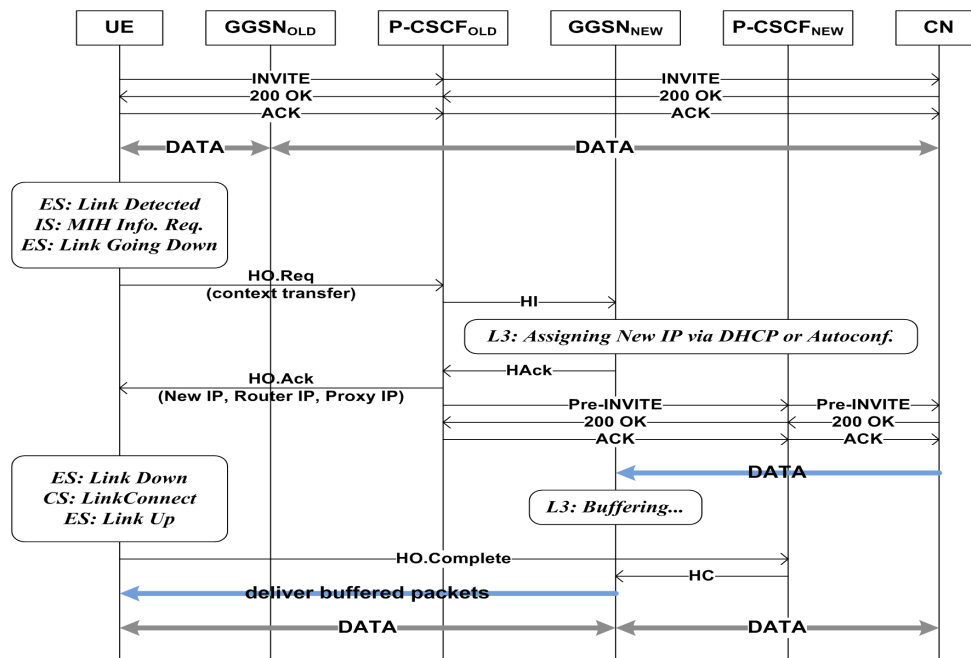 UE GGSNOLD P-CSCFOLD GGSNNEW P-CSCFNEW CN
INVITE INVITE
200 OK 200 OK
ACK ACK
DATA DATA
ES: Link Detected
IS: MIH Info. Req.
ES: Link Going Down
HO.Req
(context transfer)
HI
L3: Assigning New IP via DHCP or Autoconf.
HAck
HO.Ack
(New IP, Router IP, Proxy IP)
Pre-INVITE Pre-INVITE
200 OK 200 OK
ACK ACK
DATA
ES: Link Down
CS: LinkConnect
ES: Link Up
L3: Buffering...
HO.Complete
HC
deliver buffered packets
DATA DATA